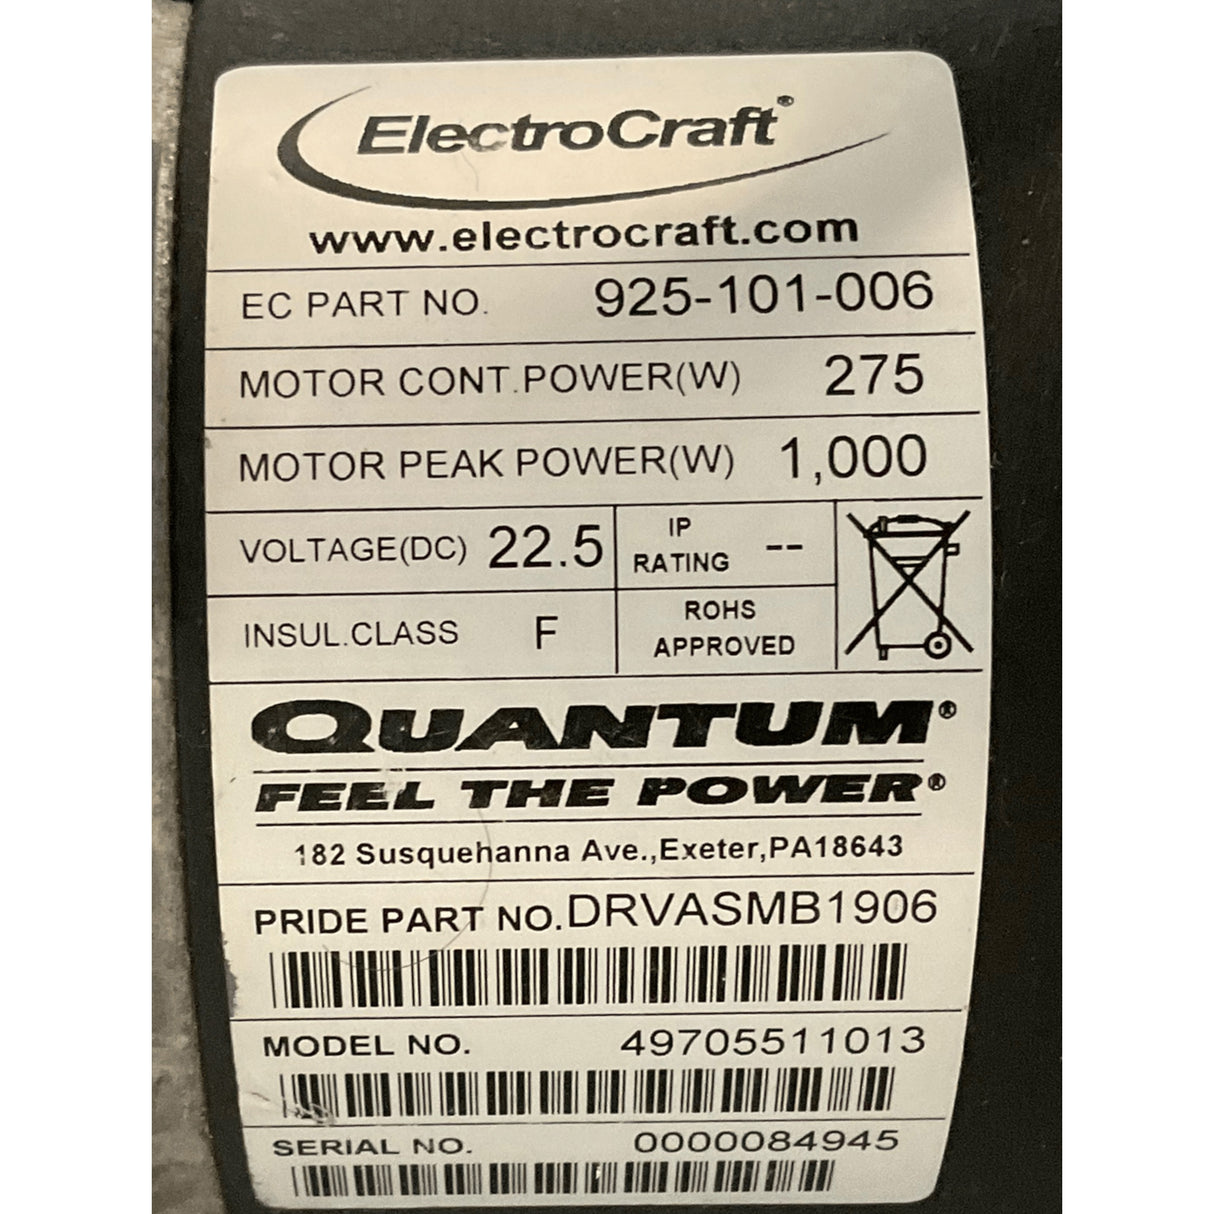 ElectroCraft®
www.electrocraft.com
EC PART NO. 925-101-006
MOTOR CONT.POWER(W) 275
MOTOR PEAK POWER(W) 1,000
VOLTAGE(DC) 22.5 IP RATING --
INSUL.CLASS F ROHS APPROVED
QUANTUM®
FEEL THE POWER®
182 Susquehanna Ave.,Exeter,PA18643
PRIDE PART NO.DRVASMB1906
MODEL NO. 49705511013
SERIAL NO. 0000084945